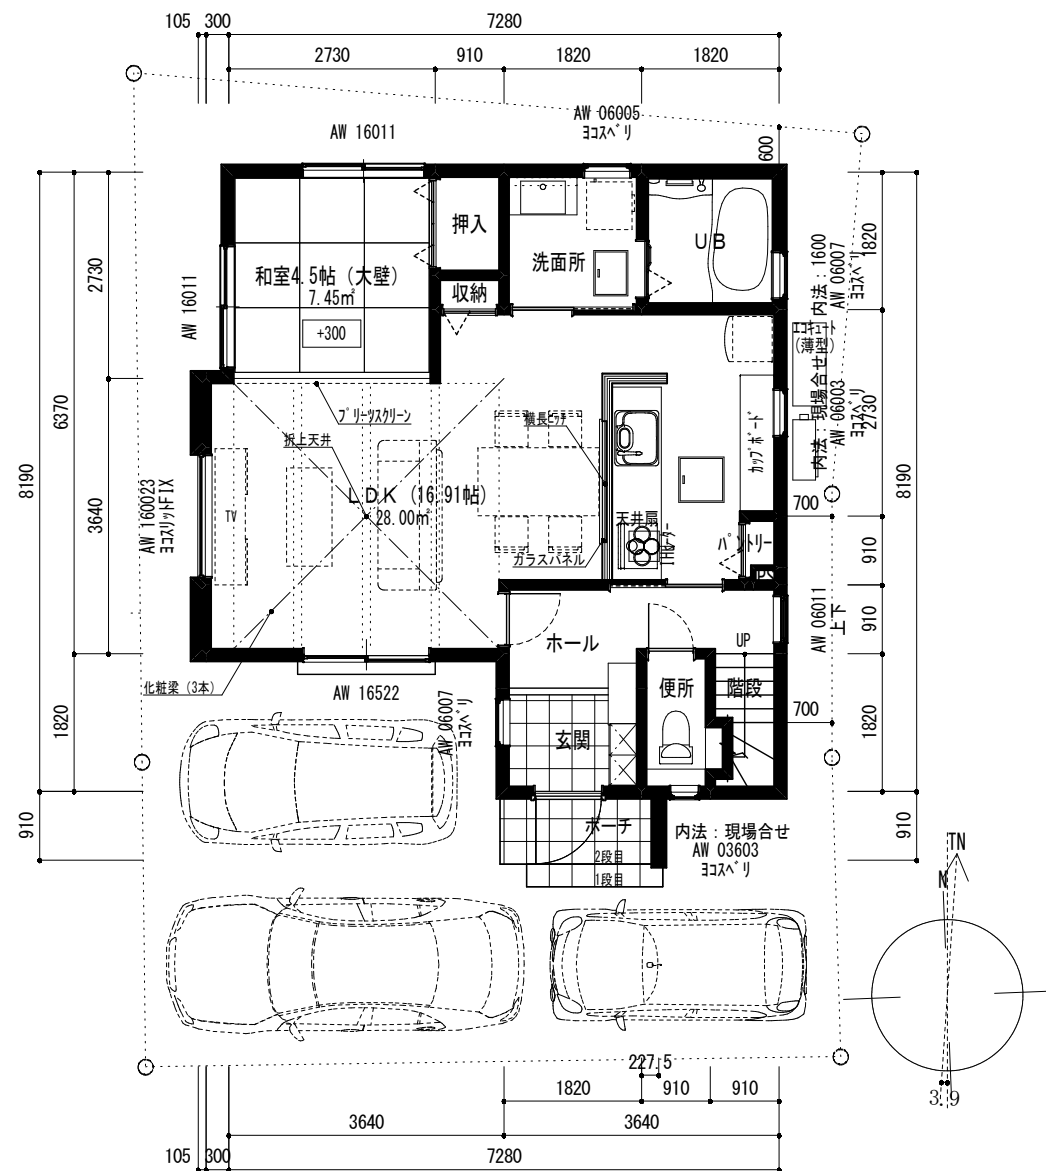 105 300 7280
2730 910 1820 1820
AW 06005
ヨコスベリ
AW 16011
600
押入
UB
洗面所
和室4.5帖（大壁）
7.45㎡
収納
+300
AW 16011
2730
6370
8190
3640
1820
910
1820
内法：1600
AW 06007
ヨコスベリ
エコキュート
（薄型）
内法：現場合せ
AW 06003
ヨコスベリ
2730
8190
プリーツスクリーン
折上天井
横長ピッチ
カップボード
LDK（16.91帖）
28.00㎡
TV
AW 160023
ヨコスリットFIX
天井扇
IHヒーター
ガラスパネル
パントリー
700
910
910
AW 06011
上下
ホール
UP
便所
階段
化粧梁（3本）
AW 16522
AW 06007
ヨコスベリ
玄関
700
1820
910
ポーチ
2段目
1段目
内法：現場合せ
AW 03603
ヨコスベリ
TN
N
3.9
227.5
1820 910 910
3640 3640
105 300 7280